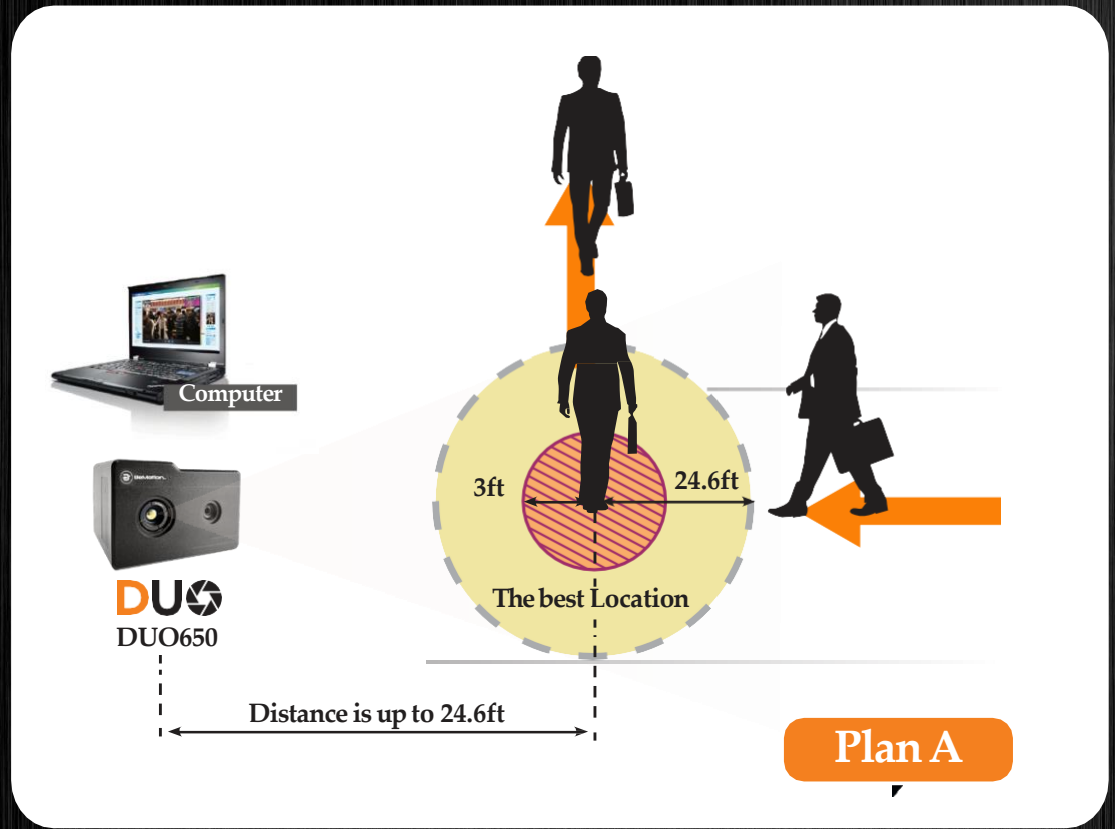 Computer
3ft
24.6ft
The best Location
DUO
DUO650
Distance is up to 24.6ft
Plan A